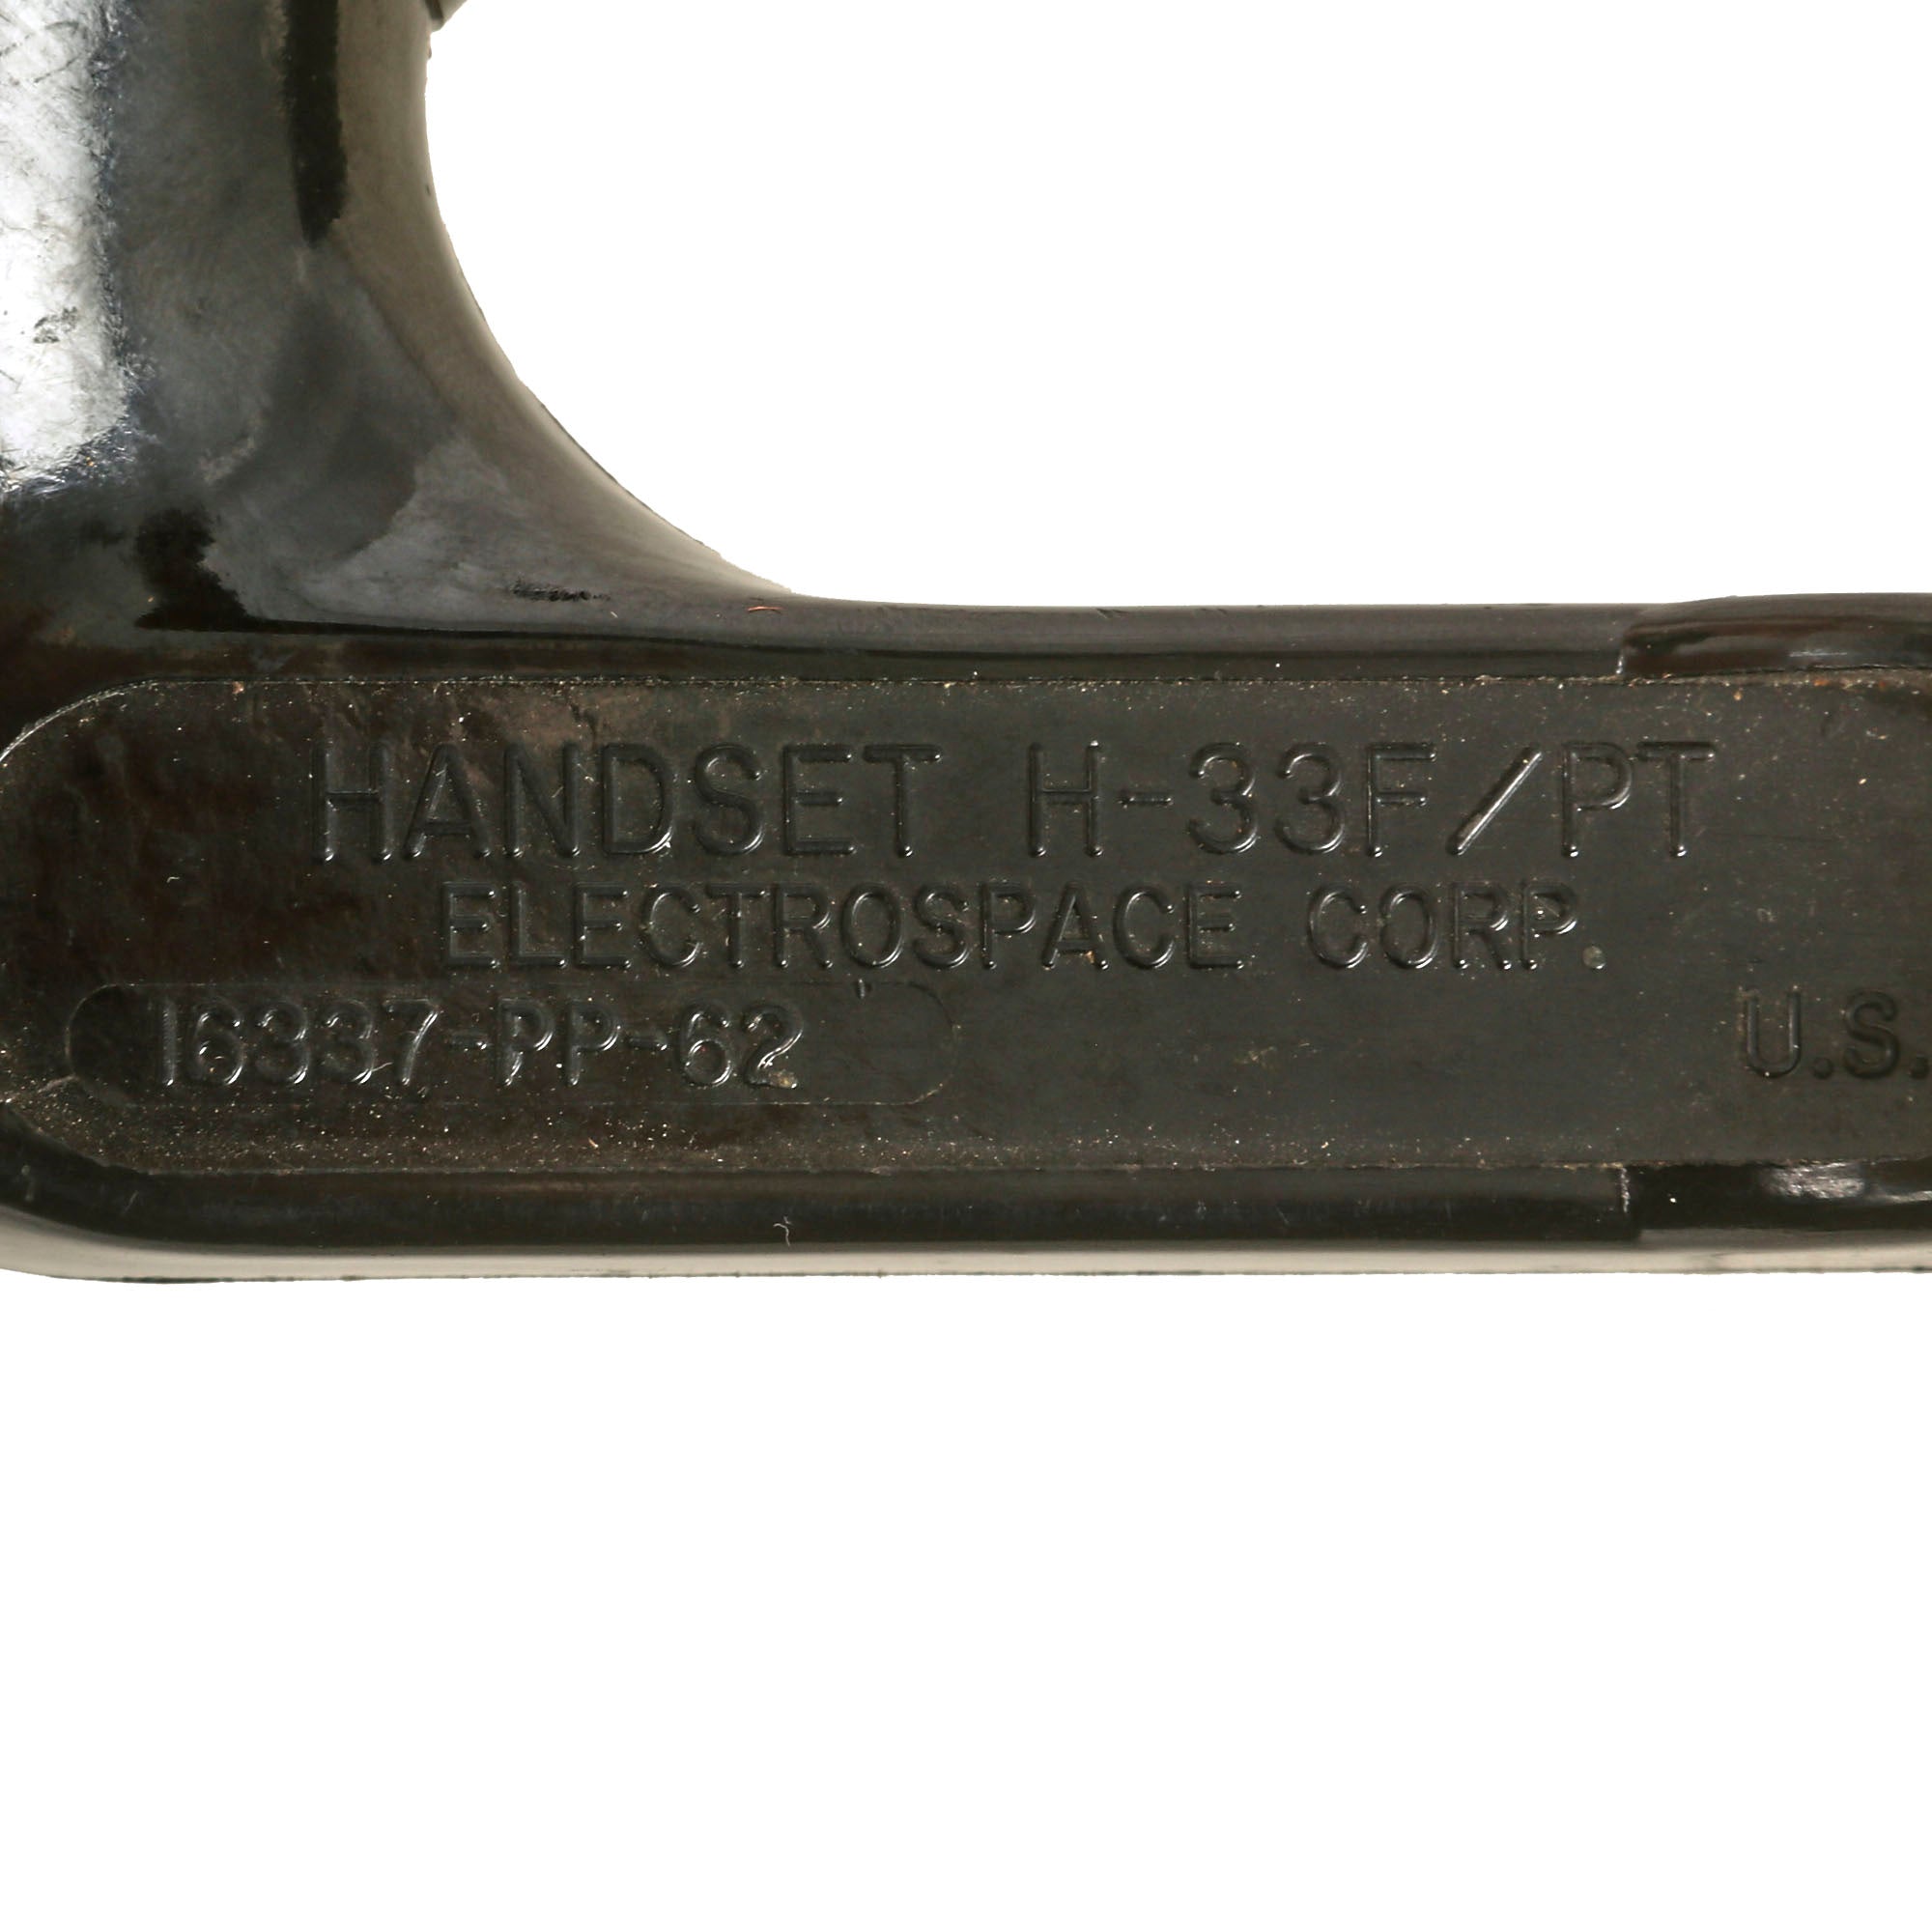 HANDSET H-33F/PT
ELECTROSPACE CORP.
16337-PP-62
U.S.